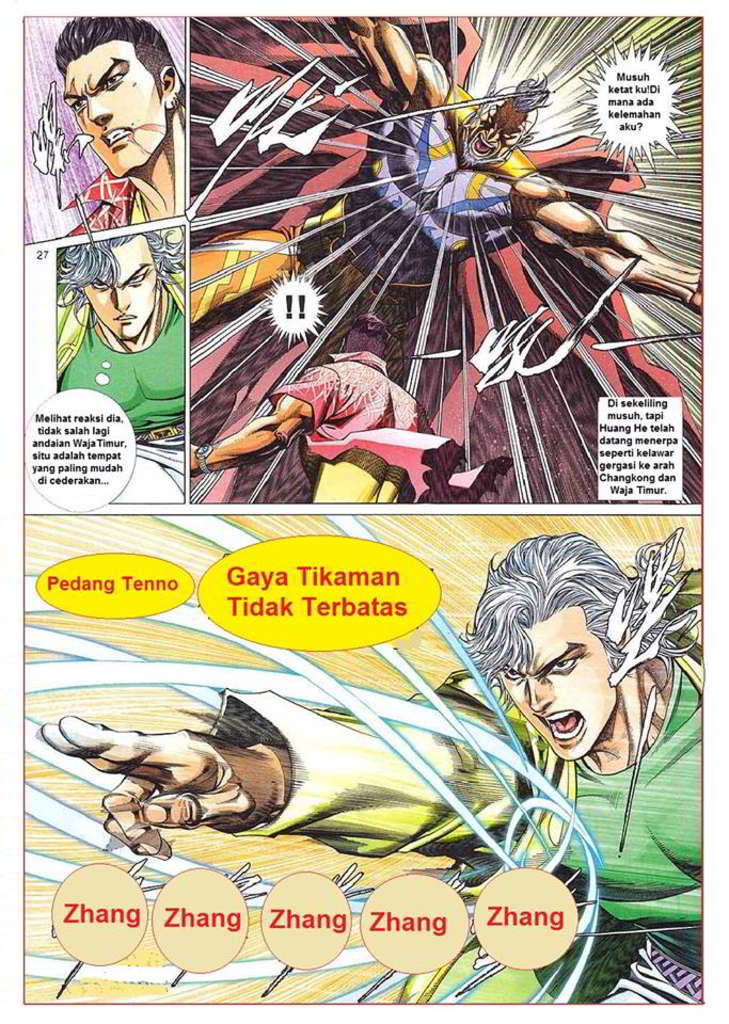 Musuh
ketat ku!Di
mana ada
kelemahan
aku?
27
!!
Melihat reaksi dia,
tidak salah lagi
andaian Waja Timur,
situ adalah tempat
yang paling mudah
di cederakan...
Di sekeliling
musuh, tapi
Huang He telah
datang menerpa
seperti kelawar
gergasi ke arah
Changkong dan
Waja Timur.
Pedang Tenno
Gaya Tikaman
Tidak Terbatas
Zhang
Zhang
Zhang
Zhang
Zhang